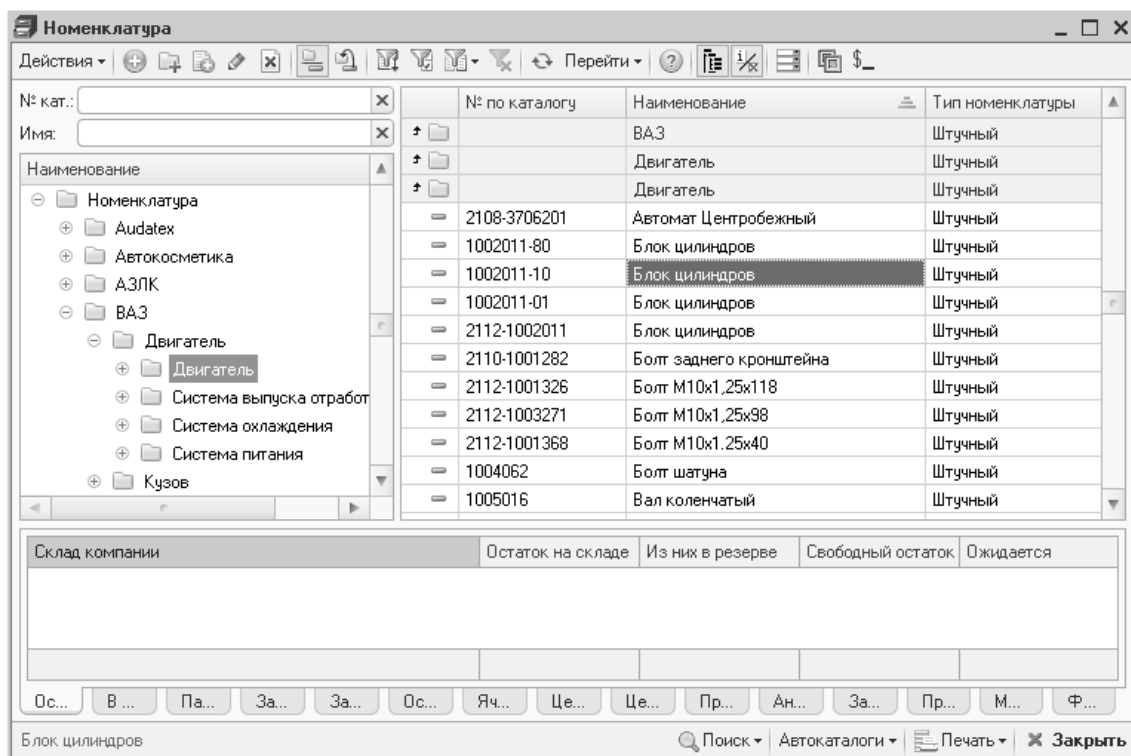 Номенклатура
Действия Перейти $
№ кат.:
Имя:
Наименование
Номенклатура
Audatex
Автокосметика
АЗЛК
ВАЗ
Двигатель
Двигатель
Система выпуска отработ
Система охлаждения
Система питания
Кузов
№ по каталогу Наименование Тип номенклатуры
ВАЗ Штучный
Двигатель Штучный
Двигатель Штучный
2108-3706201 Автомат Центробежный Штучный
1002011-80 Блок цилиндров Штучный
1002011-10 Блок цилиндров Штучный
1002011-01 Блок цилиндров Штучный
2112-1002011 Блок цилиндров Штучный
2110-1001282 Болт заднего кронштейна Штучный
2112-1001326 Болт М10х1,25х118 Штучный
2112-1003271 Болт М10х1,25х98 Штучный
2112-1001368 Болт М10х1.25х40 Штучный
1004062 Болт шатуна Штучный
1005016 Вал коленчатый Штучный
Склад компании Остаток на складе Из них в резерве Свободный остаток Ожидается
Ос... В ... Па... За... За... Ос... Яч... Це... Це... Пр... Ан... За... Пр... М... Ф...
Блок цилиндров Поиск Автокаталоги Печать Закрыть